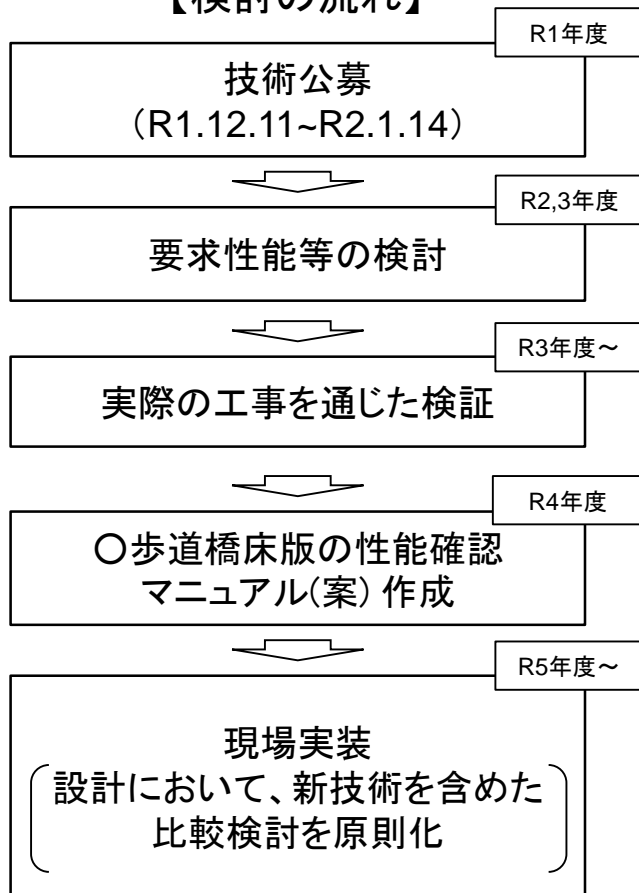 【検討の流れ】
R1年度
技術公募
(R1.12.11~R2.1.14)
R2,3年度
要求性能等の検討
R3年度～
実際の工事を通じた検証
R4年度
〇歩道橋床版の性能確認
マニュアル(案) 作成
R5年度～
現場実装
設計において、新技術を含めた
比較検討を原則化